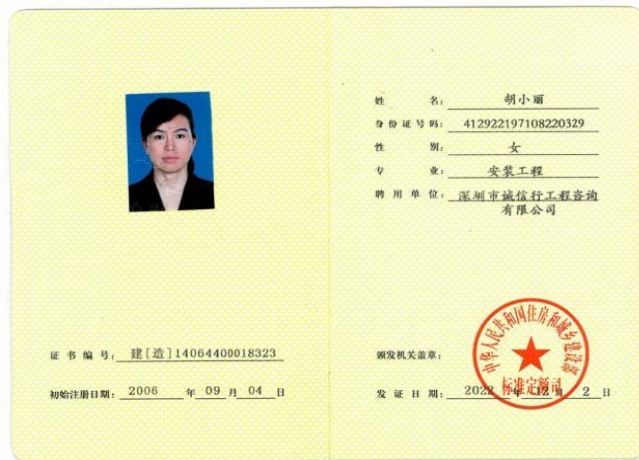 姓 名: 胡小丽
身份证号码: 412922197108220329
性 别: 女
专 业: 安装工程
聘用单位: 深圳市诚信行工程咨询
有限公司
证书编号: 建[造]14064400018323
初始注册日期: 2006 年 09 月 04 日
颁发机关盖章:
中华人民共和国住房和城乡建设部
标准定额司
发证日期: 2022 年 12 月 2 日